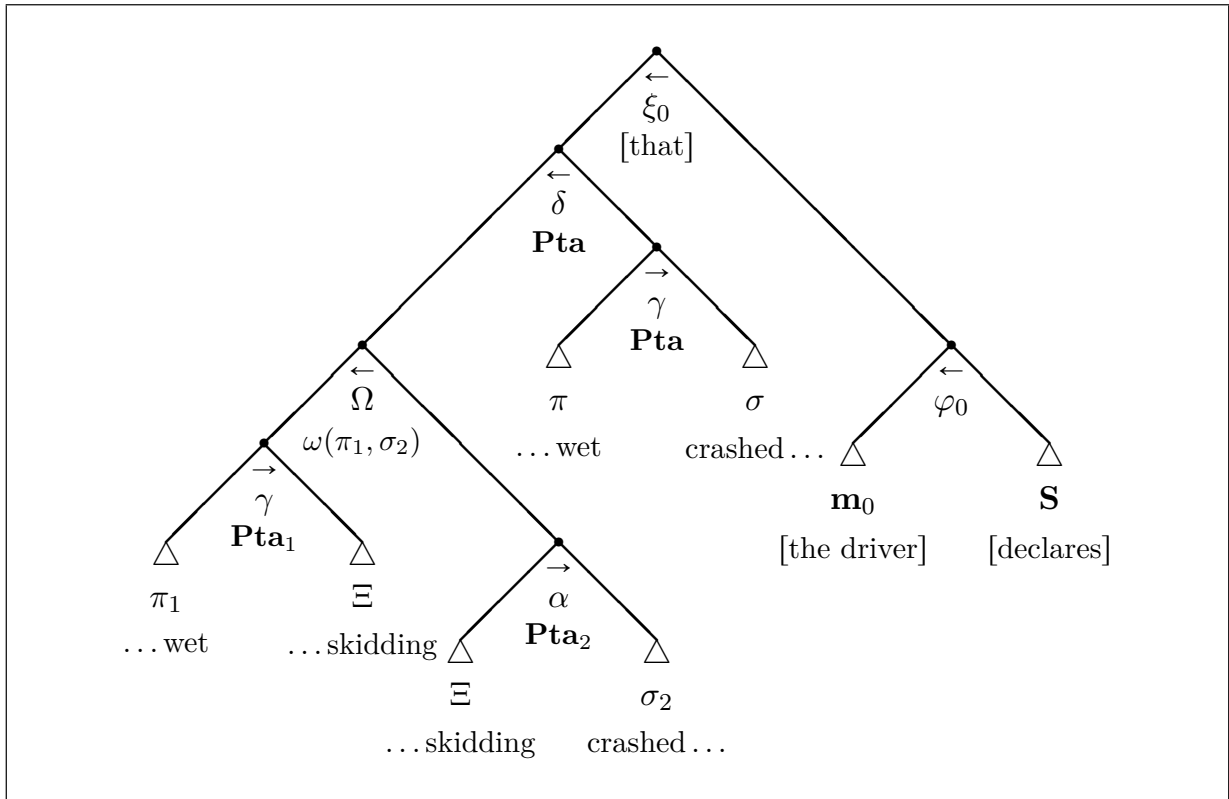 ←
ξ₀
[that]
←
δ
Pta
→
γ
Pta
←
Ω
ω(π₁, σ₂)
π
σ
←
φ₀
…wet
crashed…
→
γ
Pta₁
m₀
S
[the driver]
[declares]
π₁
Ξ
→
α
Pta₂
…wet
…skidding
Ξ
σ₂
…skidding
crashed…